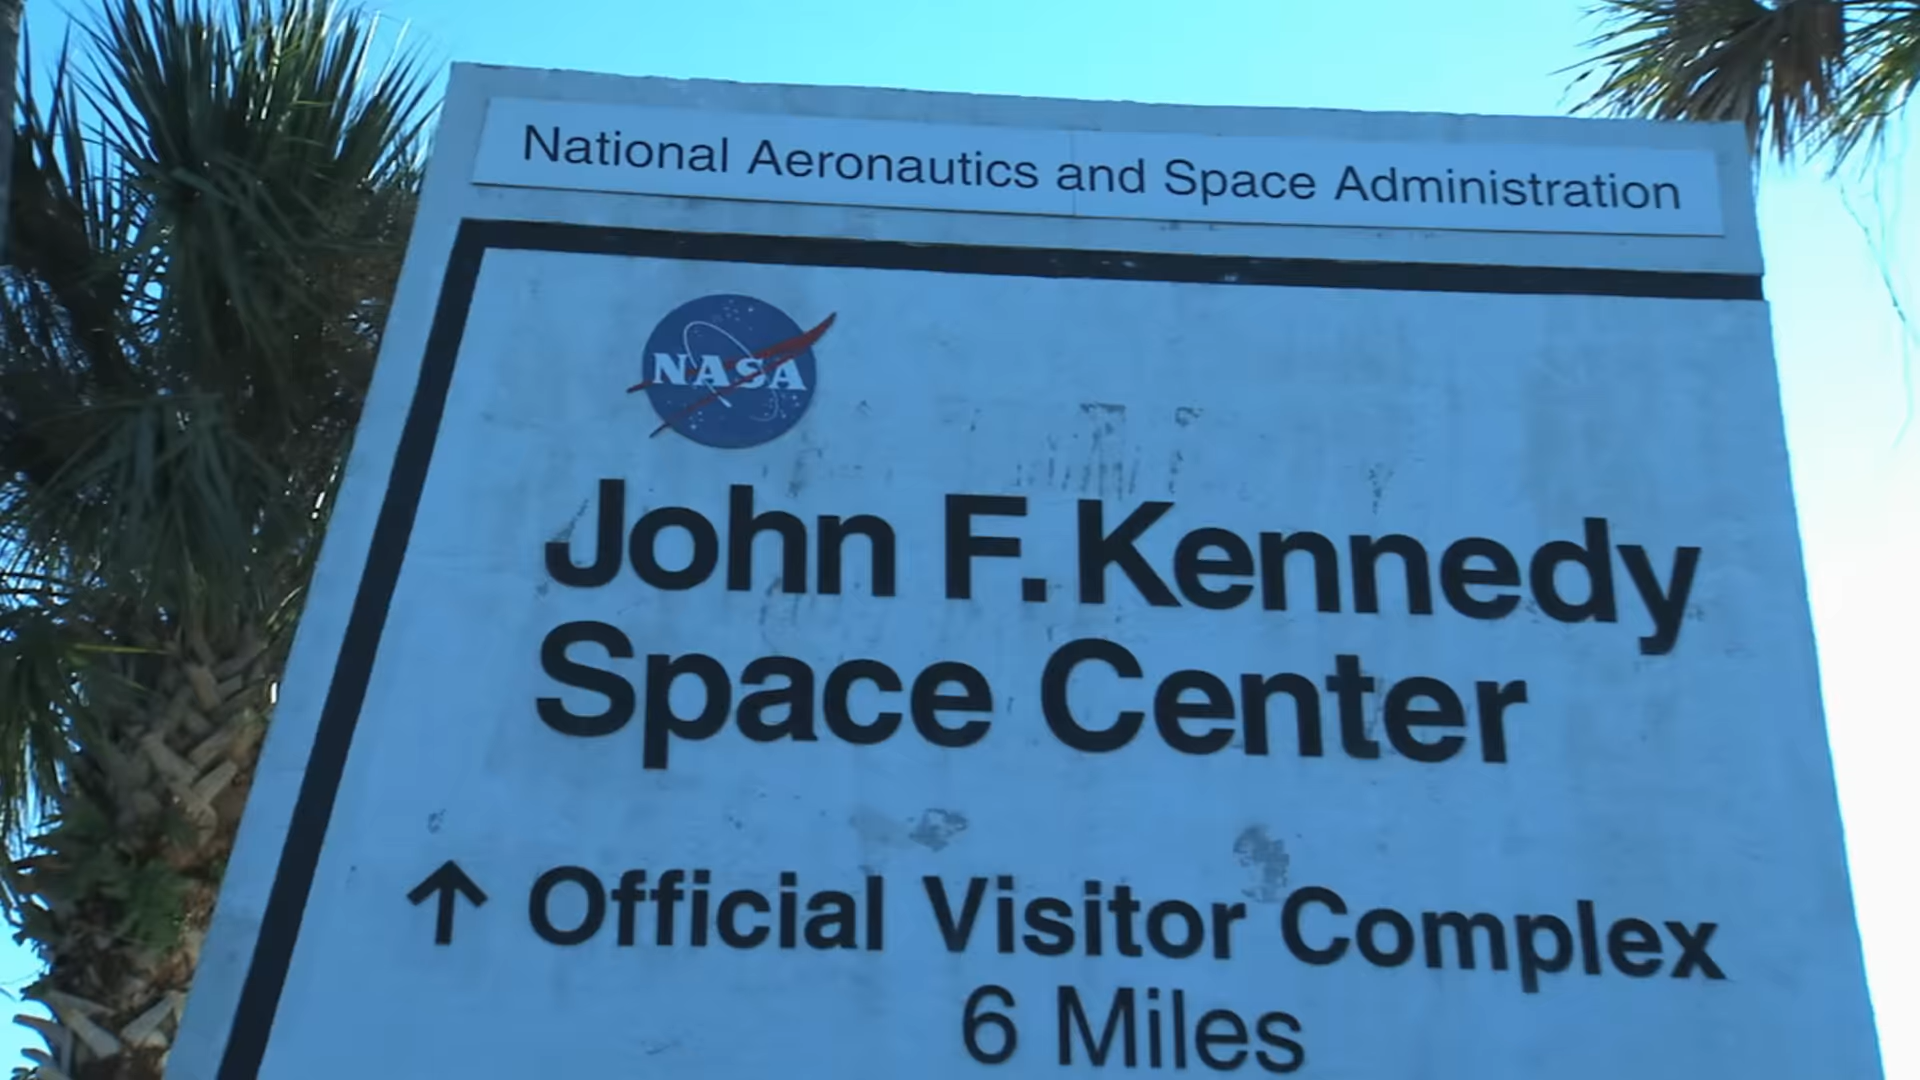 National Aeronautics and Space Administration
NASA
John F. Kennedy
Space Center
↑ Official Visitor Complex
6 Miles